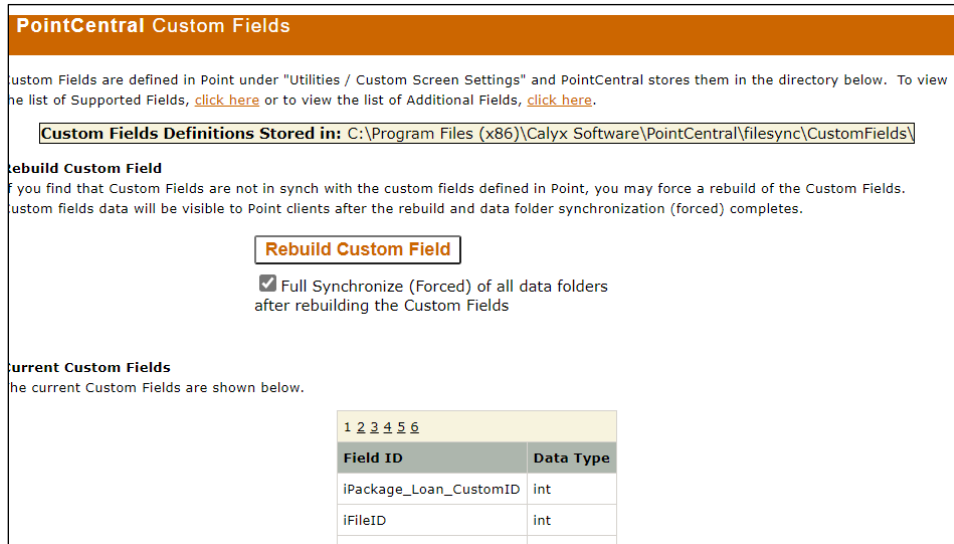 PointCentral Custom Fields
ustom Fields are defined in Point under "Utilities / Custom Screen Settings" and PointCentral stores them in the directory below. To view
he list of Supported Fields, click here or to view the list of Additional Fields, click here.
Custom Fields Definitions Stored in: C:\Program Files (x86)\Calyx Software\PointCentral\filesync\CustomFields\
Rebuild Custom Field
f you find that Custom Fields are not in synch with the custom fields defined in Point, you may force a rebuild of the Custom Fields.
ustom fields data will be visible to Point clients after the rebuild and data folder synchronization (forced) completes.
Rebuild Custom Field
Full Synchronize (Forced) of all data folders
after rebuilding the Custom Fields
Current Custom Fields
he current Custom Fields are shown below.
1 2 3 4 5 6
Field ID Data Type
iPackage_Loan_CustomID int
iFileID int